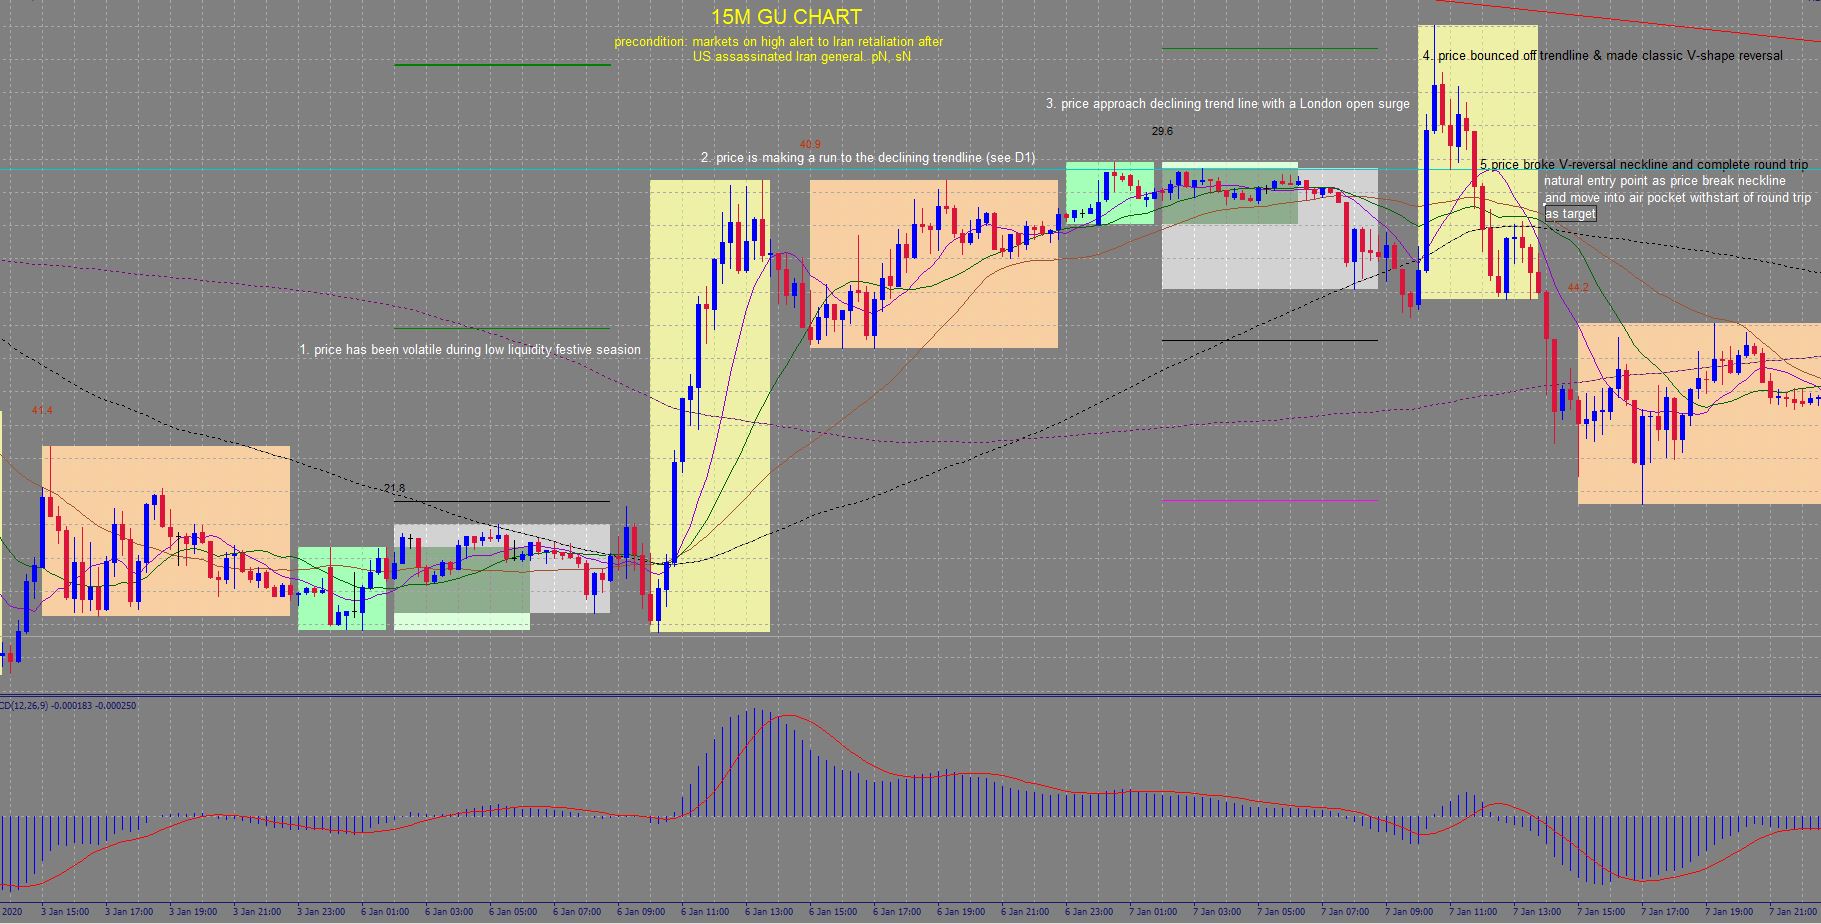 15M GU CHART
precondition: markets on high alert to Iran retaliation after
US assassinated Iran general. pN, sN
4. price bounced off trendline & made classic V-shape reversal
3. price approach declining trend line with a London open surge
29.6
40.9
2. price is making a run to the declining trendline (see D1)
5.price broke V-reversal neckline and complete round trip
natural entry point as price break neckline
and move into air pocket withstart of round trip
as target
44.2
1. price has been volatile during low liquidity festive seasion
41.4
21.8
CD(12,26,9) -0.000183 -0.000250
2020 3 Jan 15:00 3 Jan 17:00 3 Jan 19:00 3 Jan 21:00 3 Jan 23:00 6 Jan 01:00 6 Jan 03:00 6 Jan 05:00 6 Jan 07:00 6 Jan 09:00 6 Jan 11:00 6 Jan 13:00 6 Jan 15:00 6 Jan 17:00 6 Jan 19:00 6 Jan 21:00 6 Jan 23:00 7 Jan 01:00 7 Jan 03:00 7 Jan 05:00 7 Jan 07:00 7 Jan 09:00 7 Jan 11:00 7 Jan 13:00 7 Jan 15:00 7 Jan 17:00 7 Jan 19:00 7 Jan 21:00